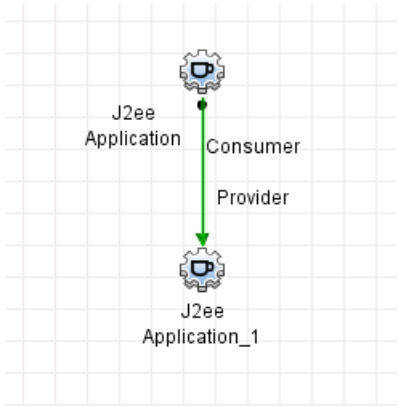 J2ee
Application
Consumer
Provider
J2ee
Application_1